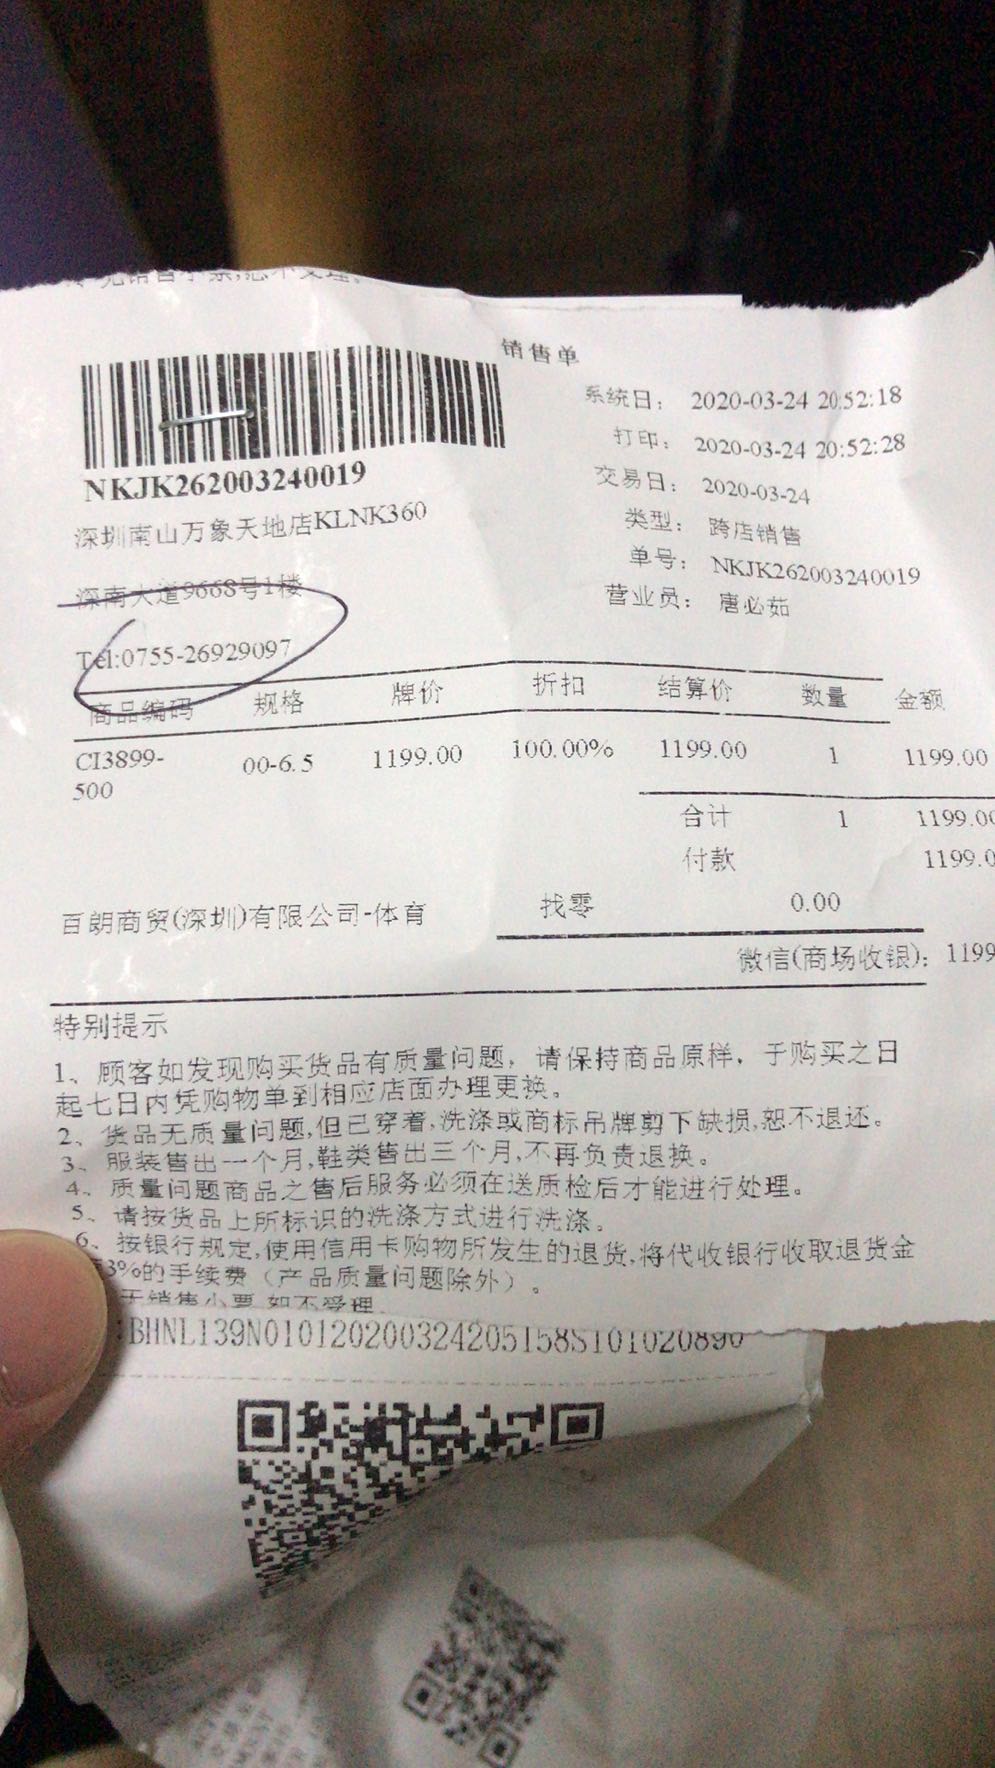 销售单
系统日： 2020-03-24 20:52:18
打印： 2020-03-24 20:52:28
交易日： 2020-03-24
类型： 跨店销售
单号： NKJK262003240019
营业员： 唐必茹
NKJK262003240019
深圳南山万象天地店KLNK360
深南大道9668号1楼
Tel:0755-26929097
商品编码 规格 牌价 折扣 结算价 数量 金额
CI3899-500 00-6.5 1199.00 100.00% 1199.00 1 1199.00
合计 1 1199.00
付款 1199.0
百朗商贸(深圳)有限公司-体育 找零 0.00
微信(商场收银)： 1199
特别提示
1、顾客如发现购买货品有质量问题，请保持商品原样，于购买之日
起七日内凭购物单到相应店面办理更换。
2、货品无质量问题,但已穿着,洗涤或商标吊牌剪下缺损,恕不退还。
3、服装售出一个月,鞋类售出三个月,不再负责退换。
4、质量问题商品之售后服务必须在送质检后才能进行处理。
5、请按货品上所标识的洗涤方式进行洗涤。
6、按银行规定,使用信用卡购物所发生的退货,将代收银行收取退货金
3%的手续费（产品质量问题除外）。
:BHNL139N010120200324205158S101020890